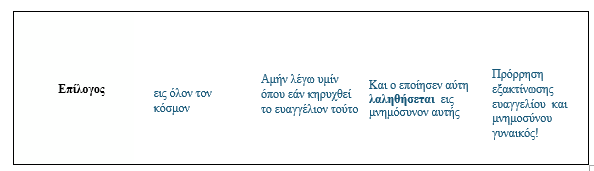 Επίλογος
εις όλον τον
κόσμον
Αμήν λέγω υμίν
όπου εάν κηρυχθεί
το ευαγγέλιον τούτο
Και ο εποίησεν αύτη
λαληθήσεται εις
μνημόσυνον αυτής
Πρόρρηση
εξακτίνωσης
ευαγγελίου και
μνημοσύνου
γυναικός!